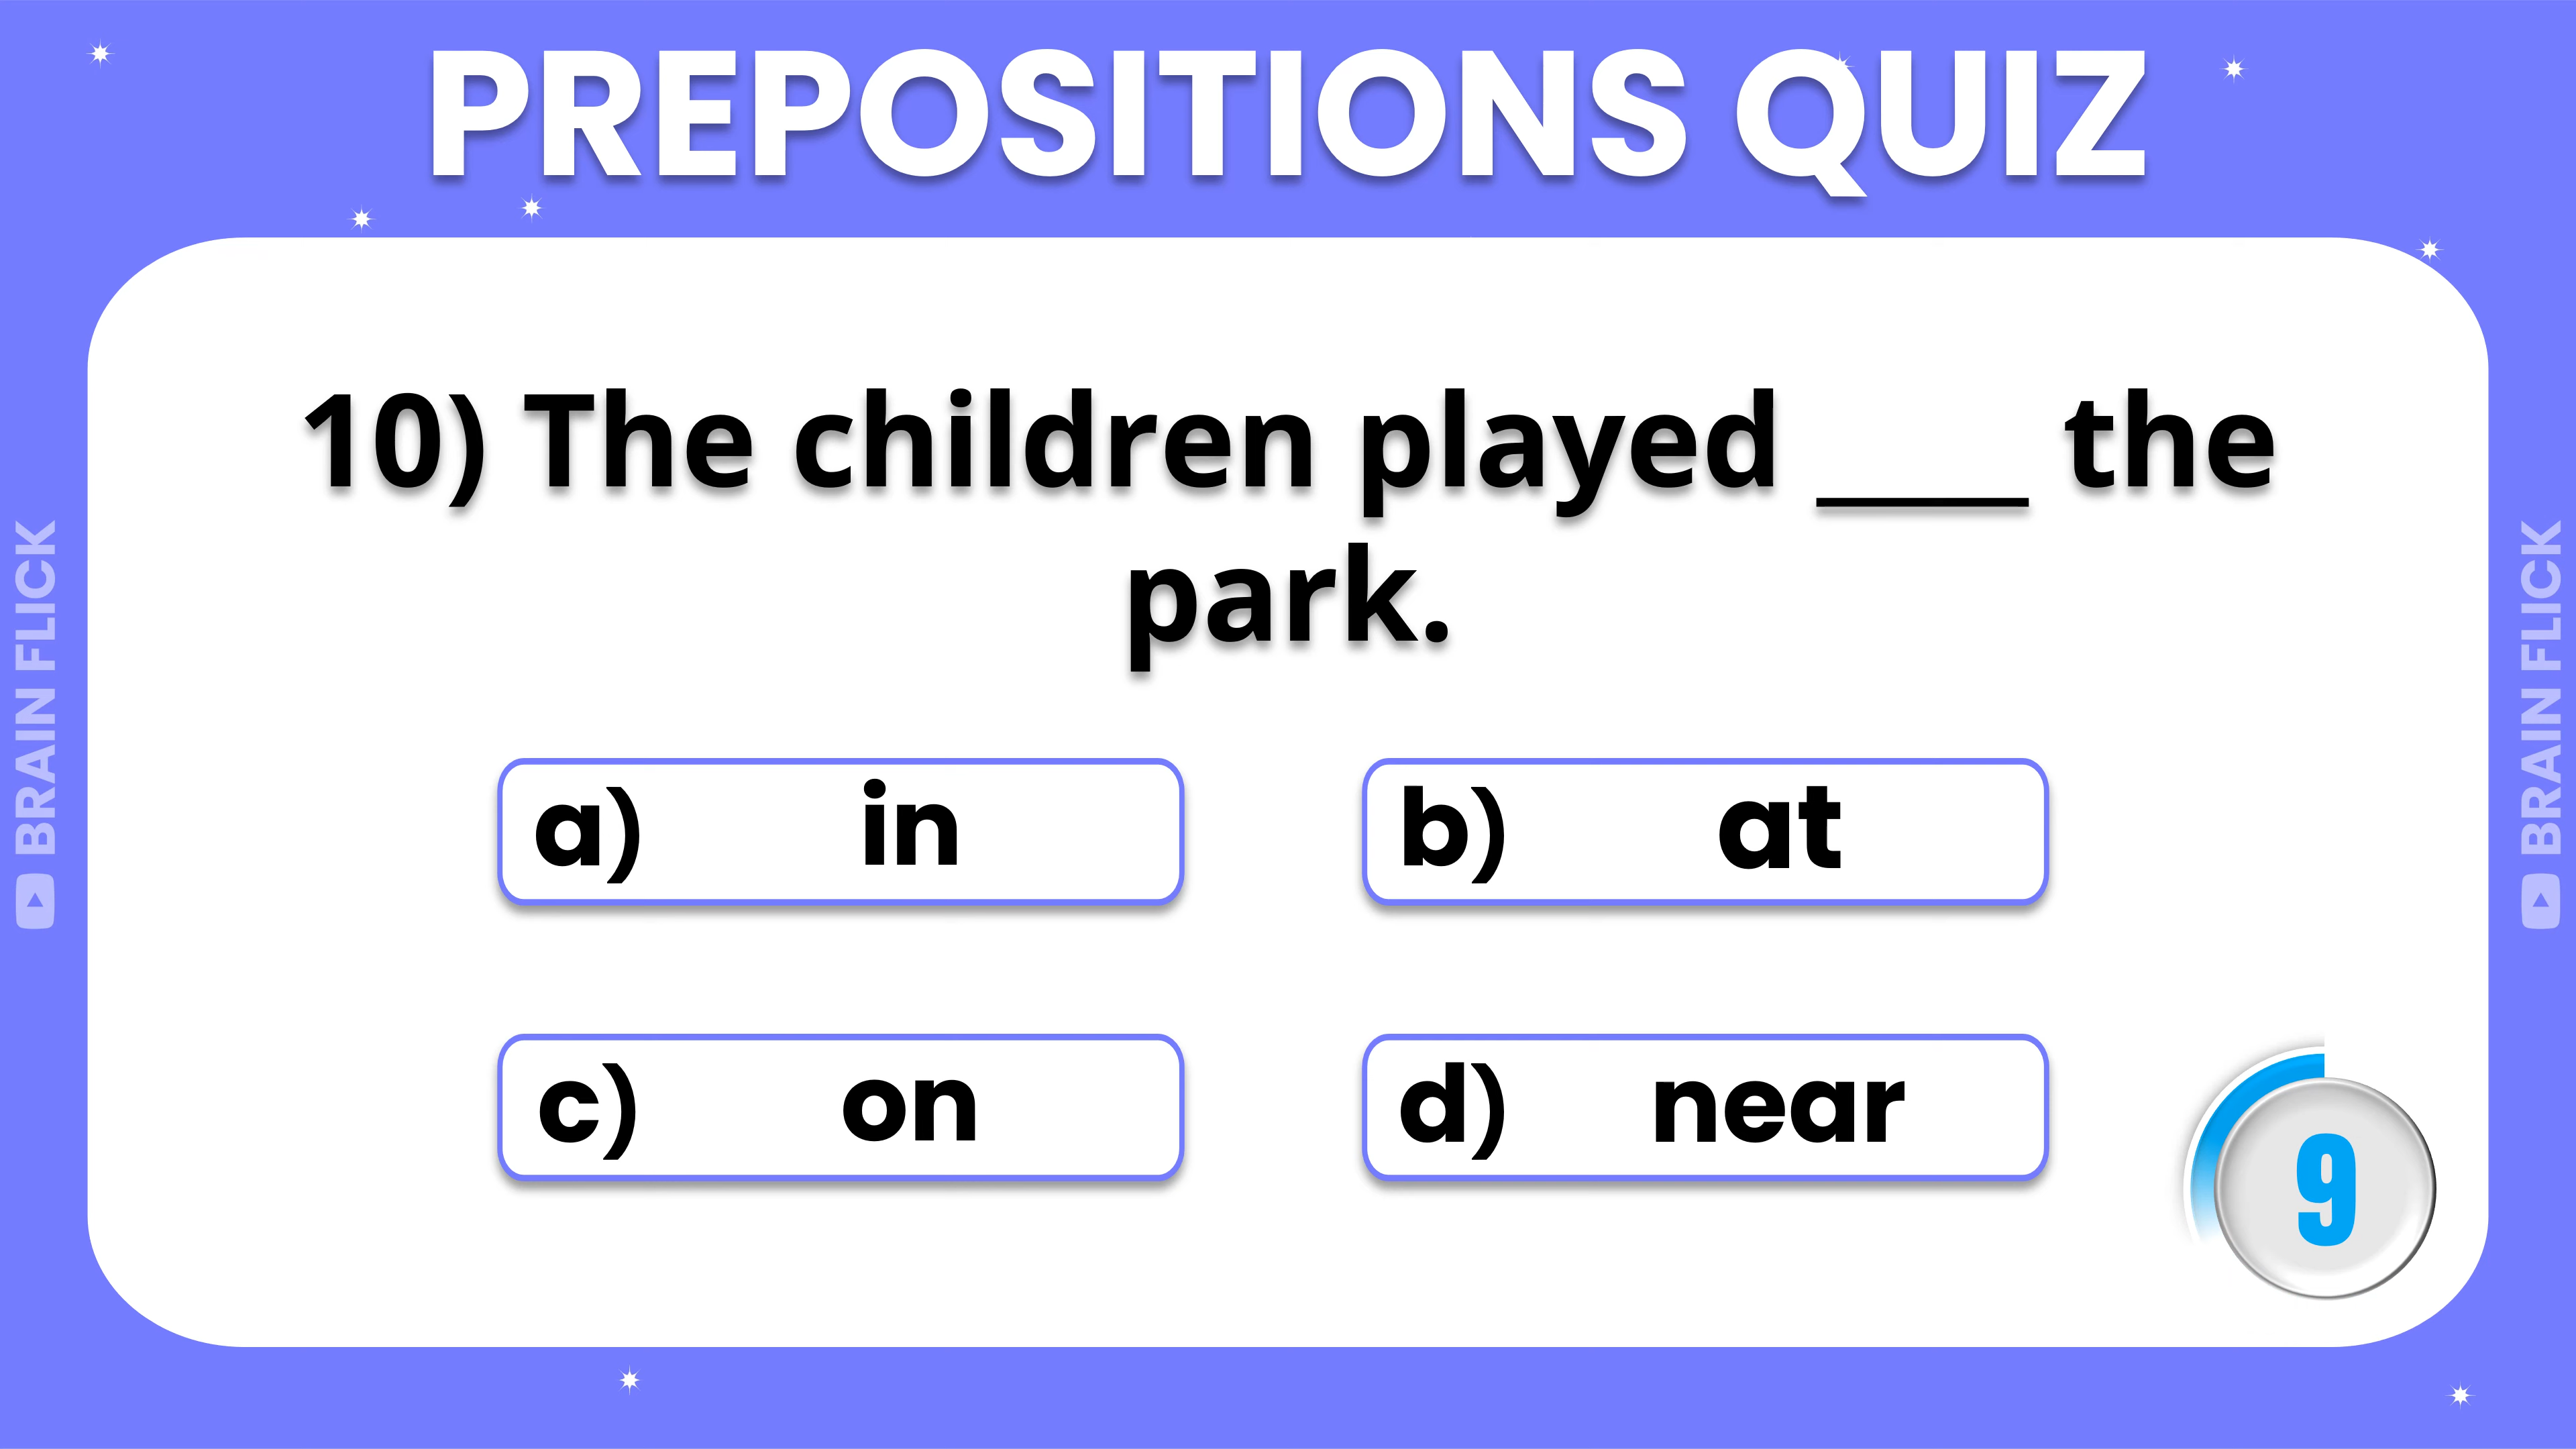 PREPOSITIONS QUIZ
10) The children played ____ the
park.
a) in
b) at
c) on
d) near
9
BRAIN FLICK
BRAIN FLICK